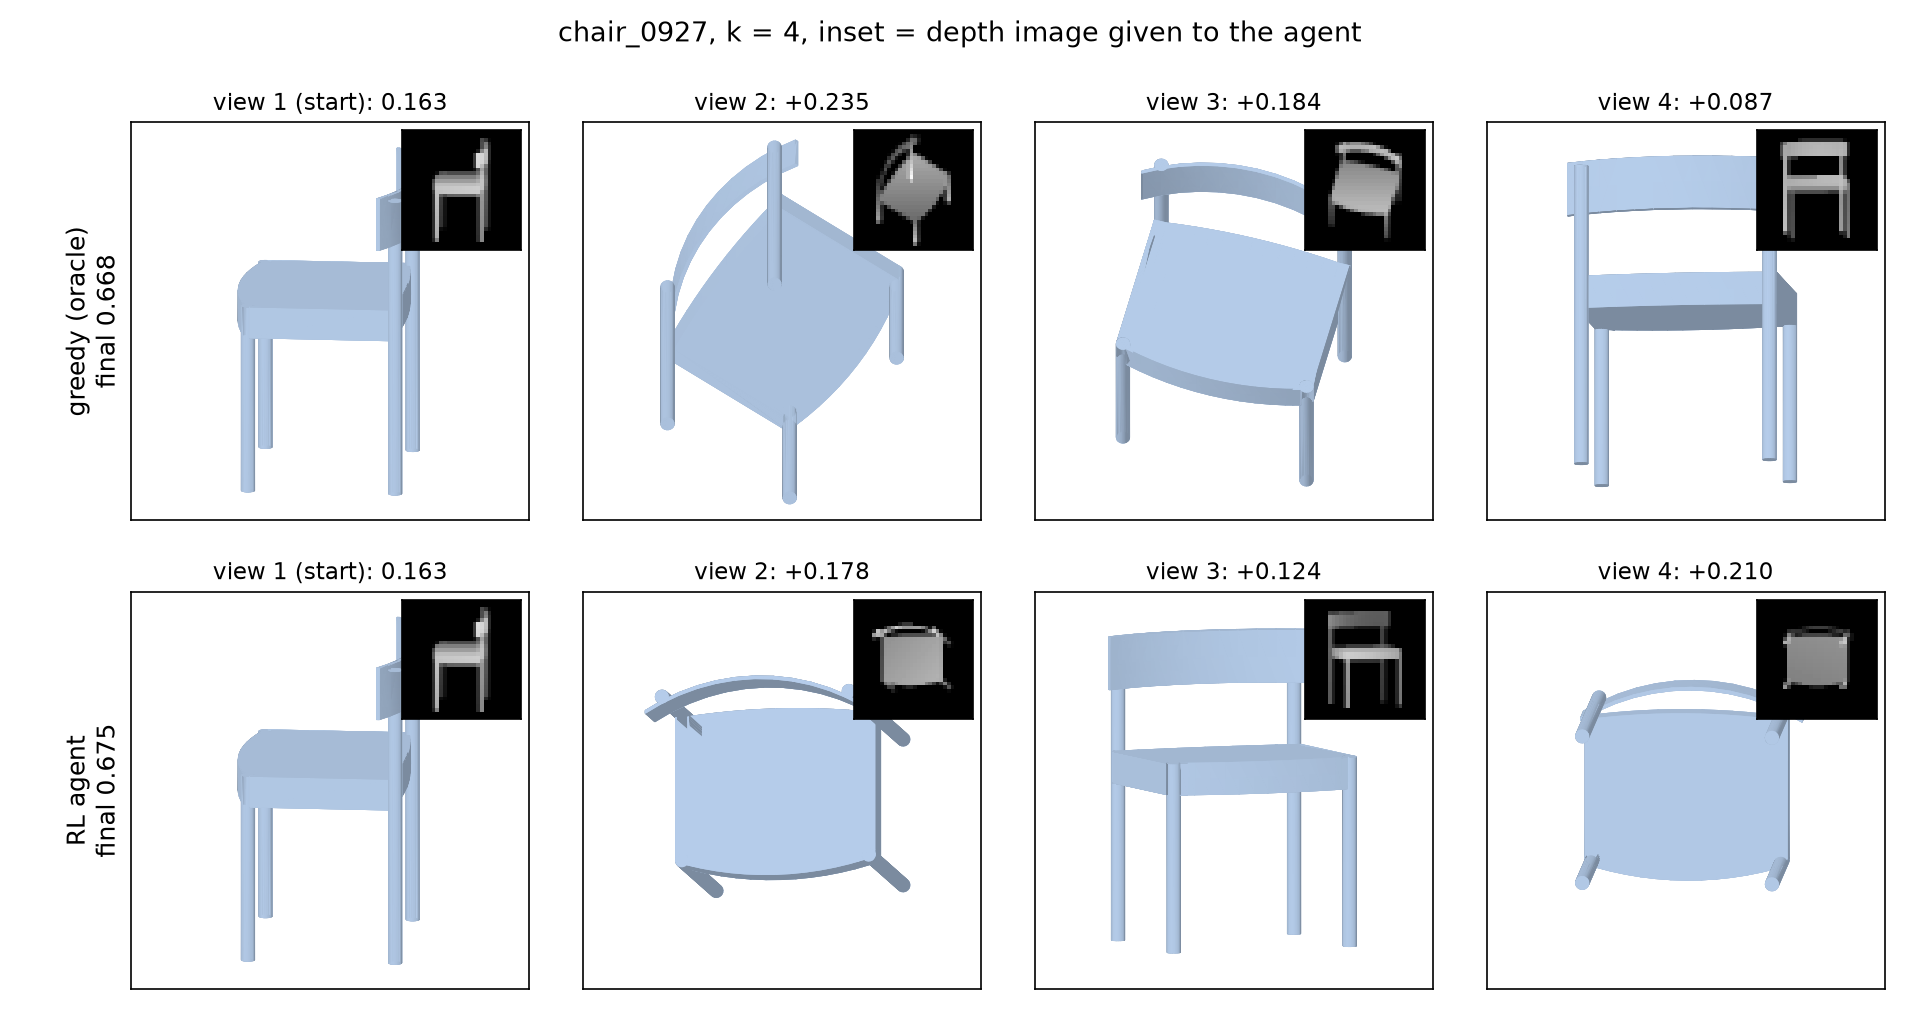 chair_0927, k = 4, inset = depth image given to the agent
greedy (oracle)
final 0.668
view 1 (start): 0.163
view 2: +0.235
view 3: +0.184
view 4: +0.087
RL agent
final 0.675
view 1 (start): 0.163
view 2: +0.178
view 3: +0.124
view 4: +0.210